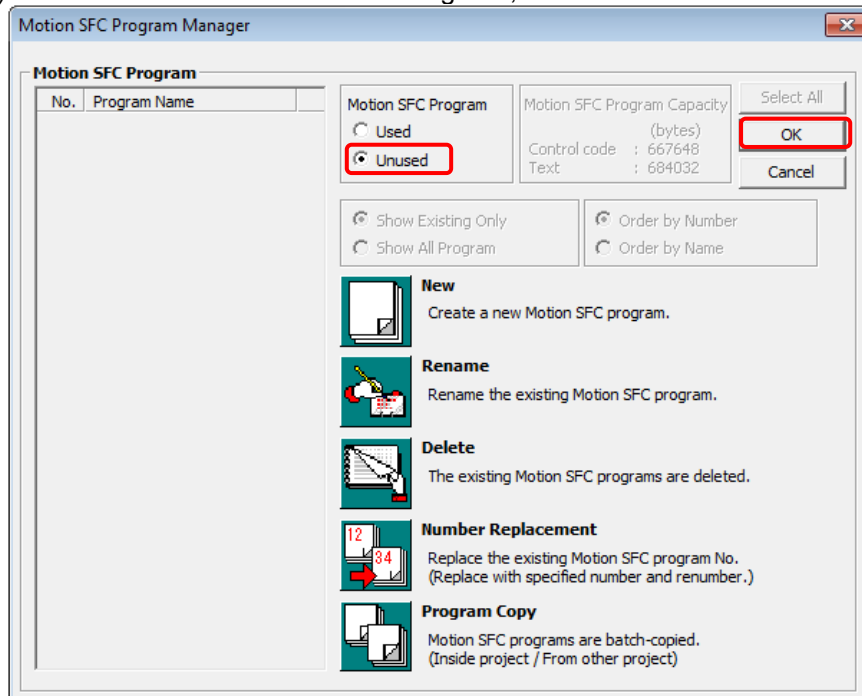 Motion SFC Program Manager
Motion SFC Program
No. Program Name
Motion SFC Program
Used
Unused
Motion SFC Program Capacity
(bytes)
Control code : 667648
Text : 684032
Select All
OK
Cancel
Show Existing Only
Show All Program
Order by Number
Order by Name
New
Create a new Motion SFC program.
Rename
Rename the existing Motion SFC program.
Delete
The existing Motion SFC programs are deleted.
12
34
Number Replacement
Replace the existing Motion SFC program No.
(Replace with specified number and renumber.)
Program Copy
Motion SFC programs are batch-copied.
(Inside project / From other project)